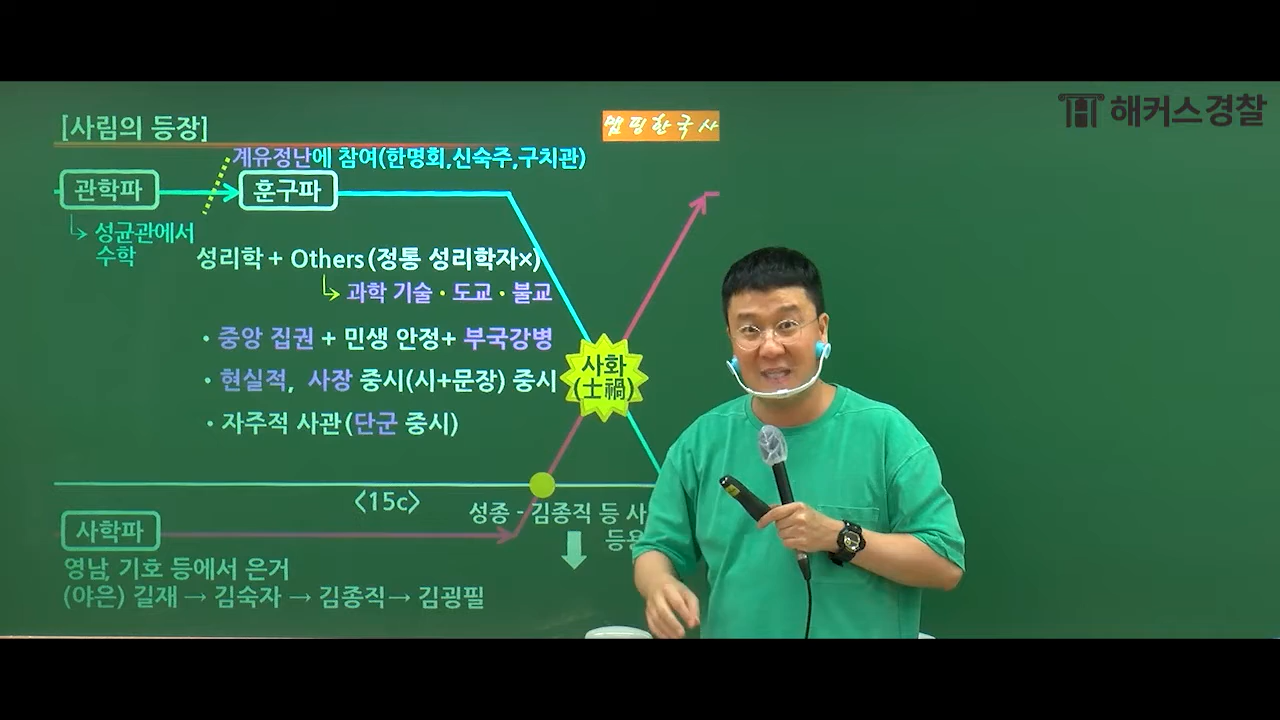 해커스경찰
[사림의 등장]
맵핑한국사
계유정난에 참여(한명회,신숙주,구치관)
관학파
훈구파
성균관에서
수학
성리학 + Others (정통 성리학자×)
과학 기술 · 도교 · 불교
· 중앙 집권 + 민생 안정+ 부국강병
· 현실적, 사장 중시(시+문장) 중시
· 자주적 사관 (단군 중시)
사화
(士禍)
〈15c〉
성종 - 김종직 등 사
등용
사학파
영남, 기호 등에서 은거
(야은) 길재 → 김숙자 → 김종직 → 김굉필